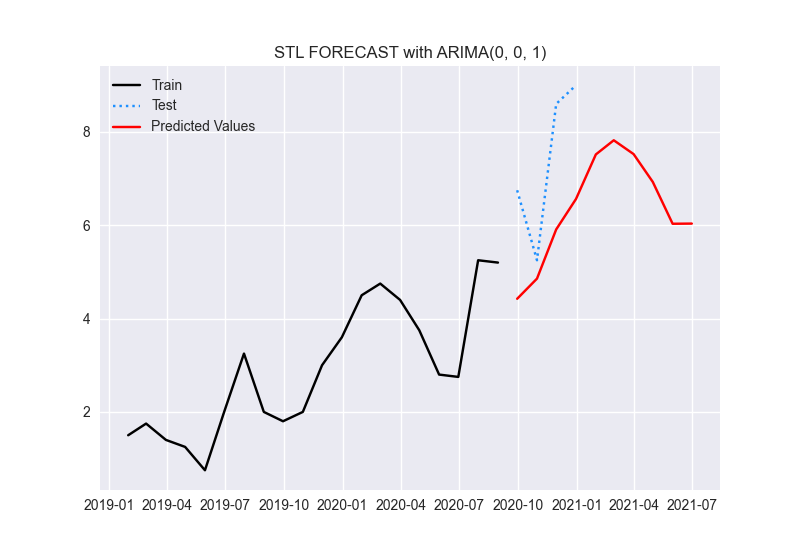 STL FORECAST with ARIMA(0, 0, 1)
Train
Test
Predicted Values
8
6
4
2
2019-01 2019-04 2019-07 2019-10 2020-01 2020-04 2020-07 2020-10 2021-01 2021-04 2021-07